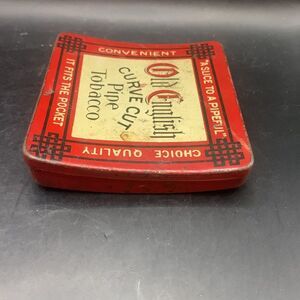 CONVENIENT
Old English
CURVE CUT
Pipe
Tobacco
"A SLICE TO A PIPEFUL"
CHOICE QUALITY
IT FITS THE POCKET